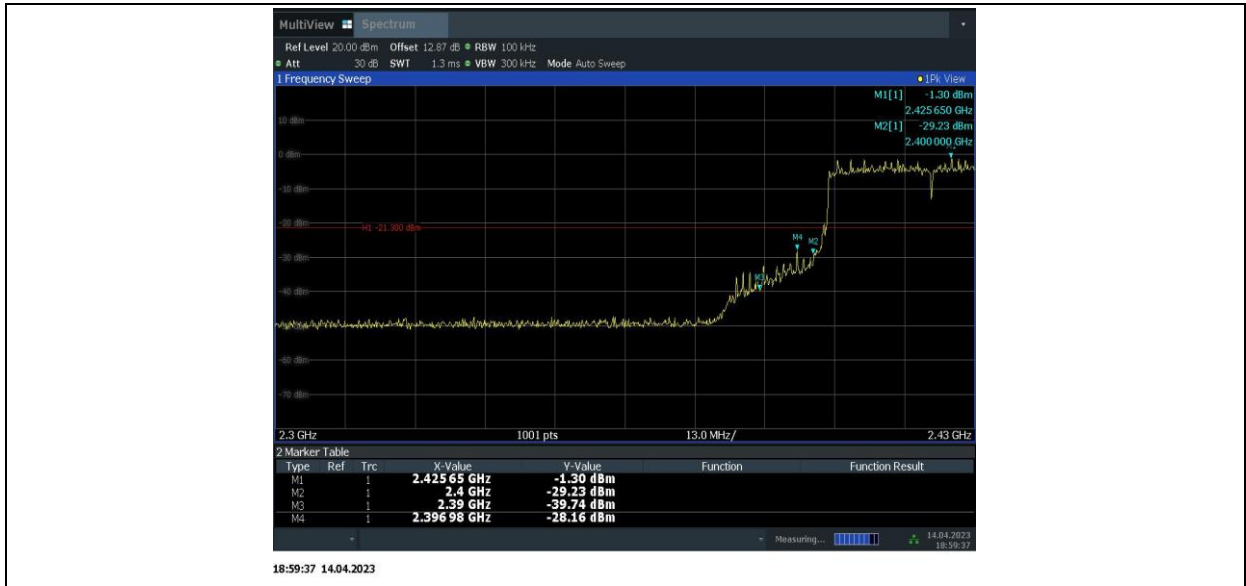 MultiView Spectrum
Ref Level 20.00 dBm Offset 12.87 dB RBW 100 kHz
Att 30 dB SWT 1.3 ms VBW 300 kHz Mode Auto Sweep
1 Frequency Sweep 1Pk View
M1[1] -1.30 dBm
2.425 650 GHz
10 dBm
M2[1] -29.23 dBm
2.400 000 GHz
0 dBm
-10 dBm
-20 dBm
H1 -21.300 dBm
M4 M2
-30 dBm
M3
-40 dBm
-60 dBm
-70 dBm
2.3 GHz 1001 pts 13.0 MHz/ 2.43 GHz
2 Marker Table
Type Ref Trc X-Value Y-Value Function Function Result
M1 1 2.425 65 GHz -1.30 dBm
M2 1 2.4 GHz -29.23 dBm
M3 1 2.39 GHz -39.74 dBm
M4 1 2.396 98 GHz -28.16 dBm
Measuring... 14.04.2023
18:59:37
18:59:37 14.04.2023